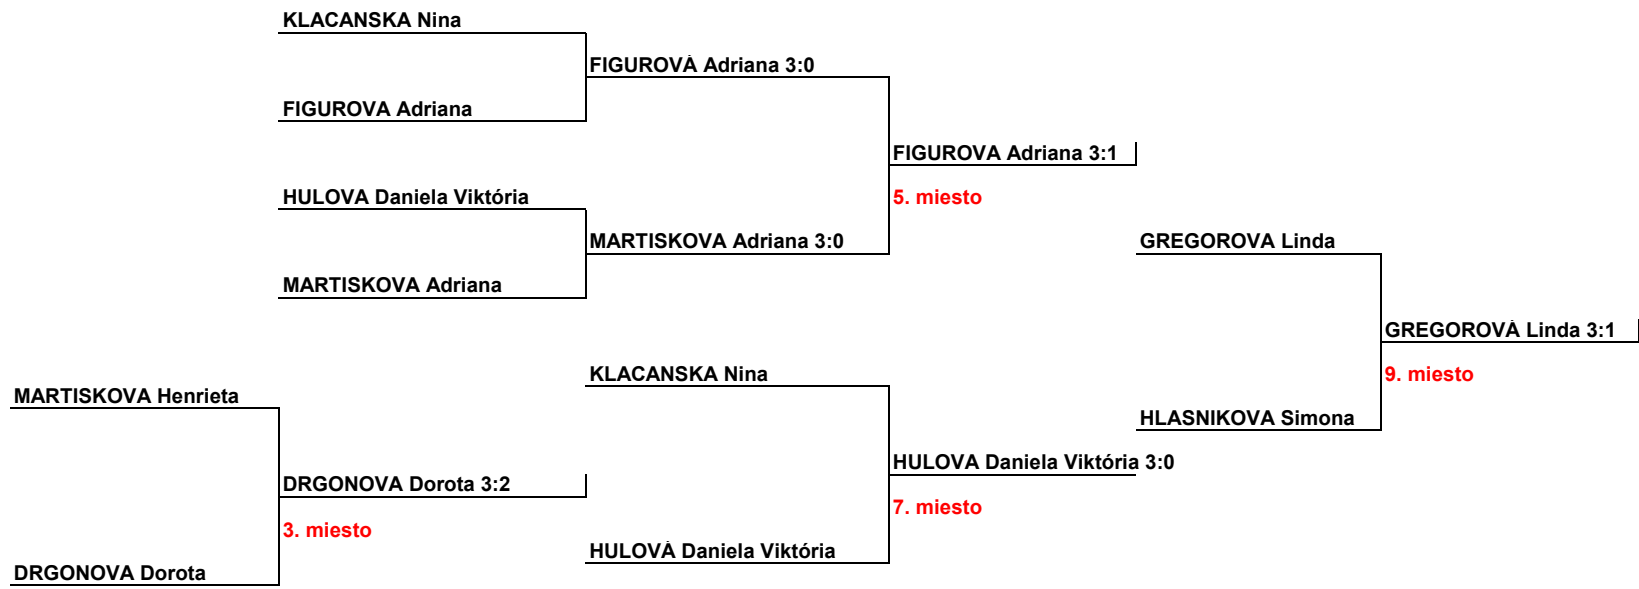 KLACANSKA Nina
FIGUROVÁ Adriana 3:0
FIGUROVA Adriana
FIGUROVA Adriana 3:1
HULOVA Daniela Viktória
5. miesto
MARTISKOVA Adriana 3:0
GREGOROVA Linda
MARTISKOVA Adriana
GREGOROVÁ Linda 3:1
KLACANSKA Nina
9. miesto
MARTISKOVA Henrieta
HLASNIKOVA Simona
HULOVA Daniela Viktória 3:0
DRGONOVA Dorota 3:2
7. miesto
3. miesto
HULOVÁ Daniela Viktória
DRGONOVA Dorota